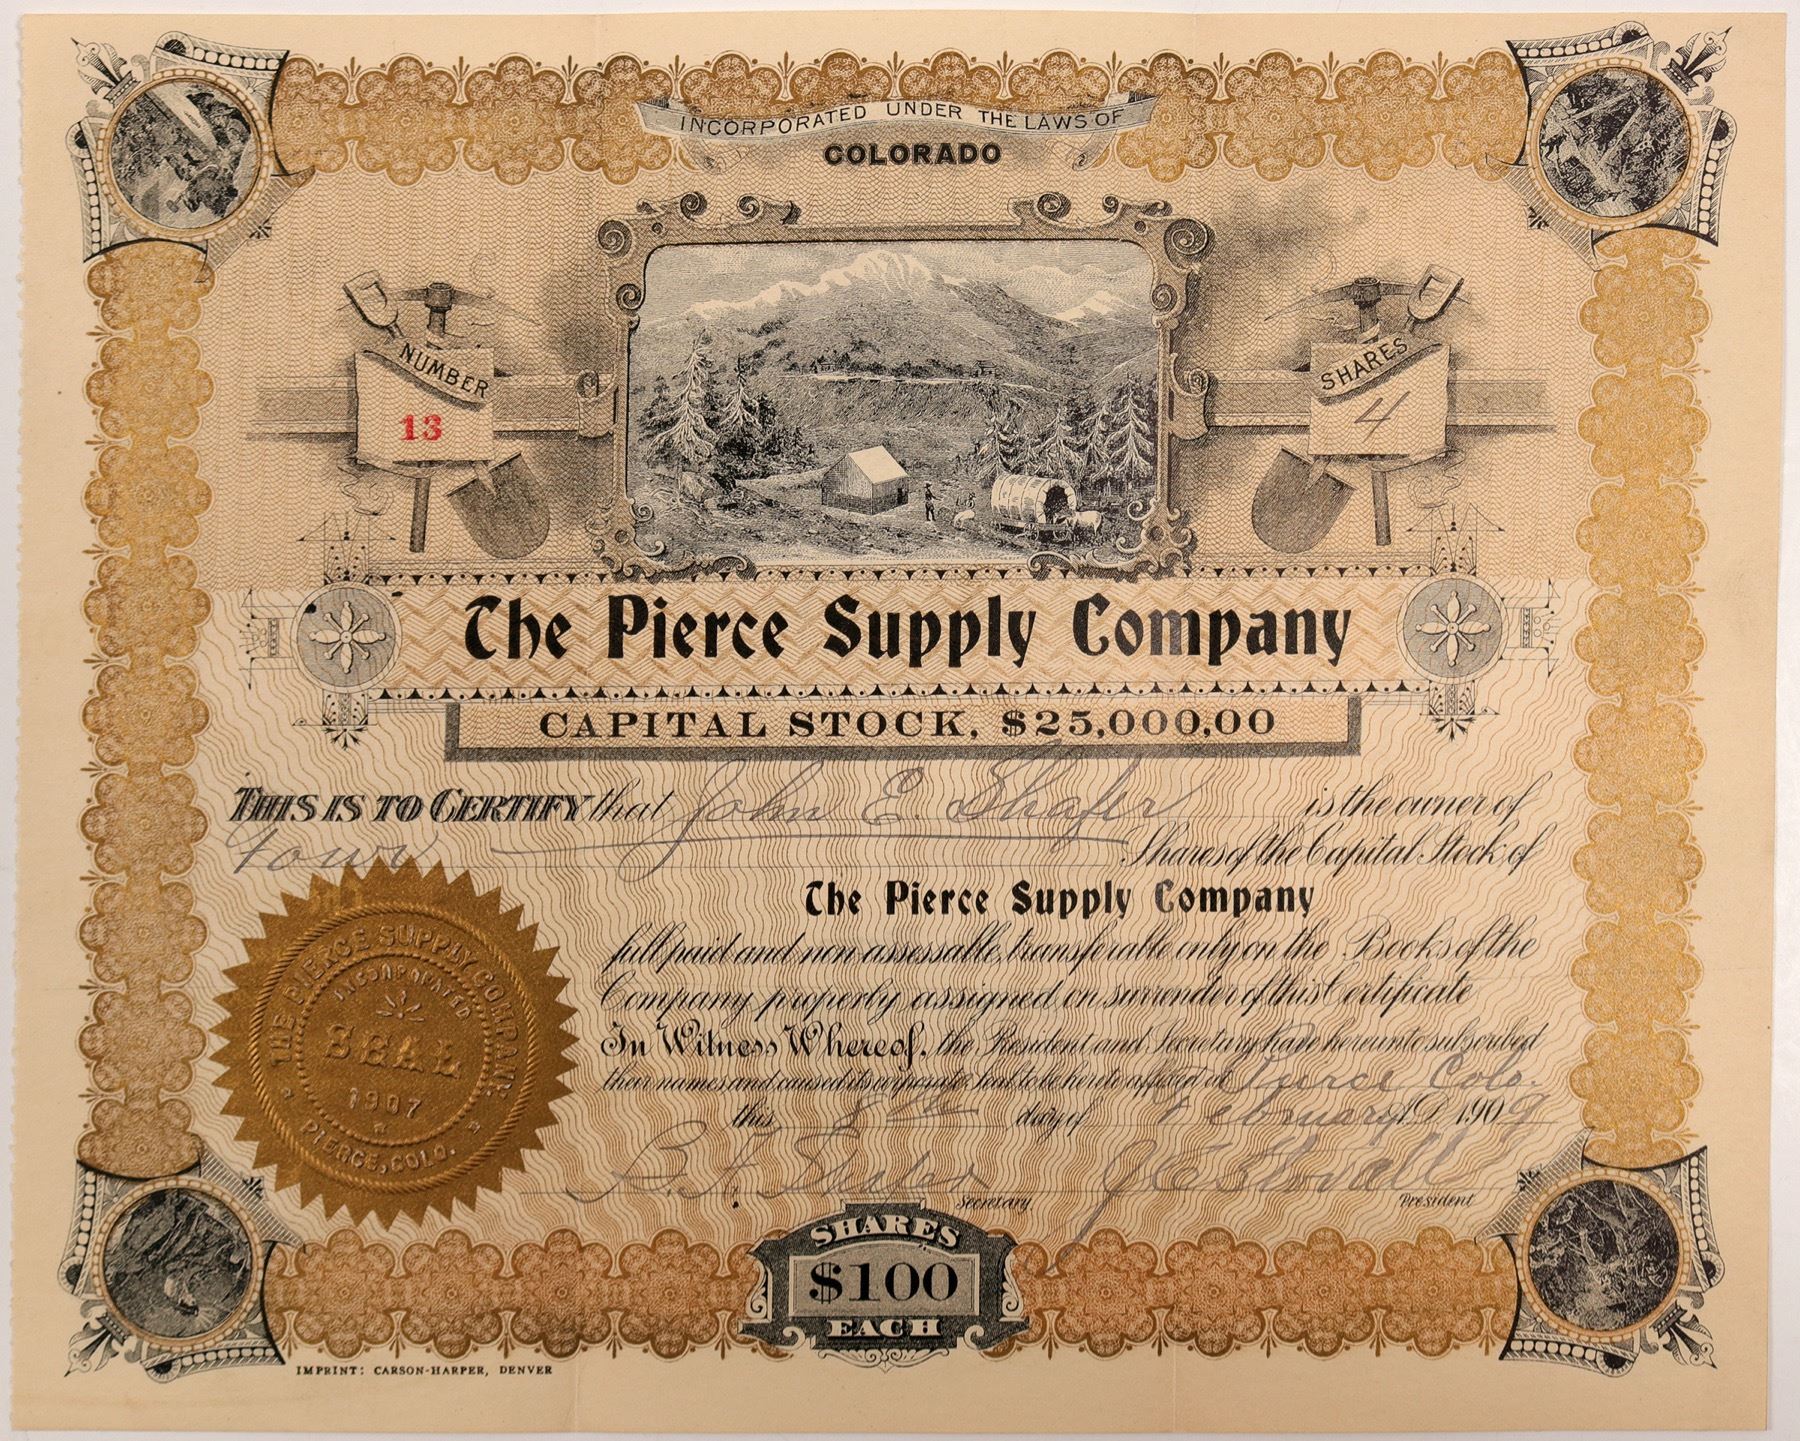 INCORPORATED UNDER THE LAWS OF
COLORADO
NUMBER
13
SHARES
4
The Pierce Supply Company
CAPITAL STOCK, $25,000,00
THIS IS TO CERTIFY that John E. Shafer is the owner of
Four Shares of the Capital Stock of
The Pierce Supply Company
full paid and non assessable, transferable only on the Books of the
Company properly assigned on surrender of this Certificate
In Witness Whereof, the President and Secretary have hereunto subscribed
their names and caused its corporate Seal to be hereto affixed at Pierce, Colo.
this 8th day of February A.D. 1909
B. F. Shafer Secretary J E Stovall President
THE PIERCE SUPPLY COMPANY.
INCORPORATED
SEAL
1907
PIERCE, COLO.
SHARES
$100
EACH
IMPRINT: CARSON-HARPER, DENVER